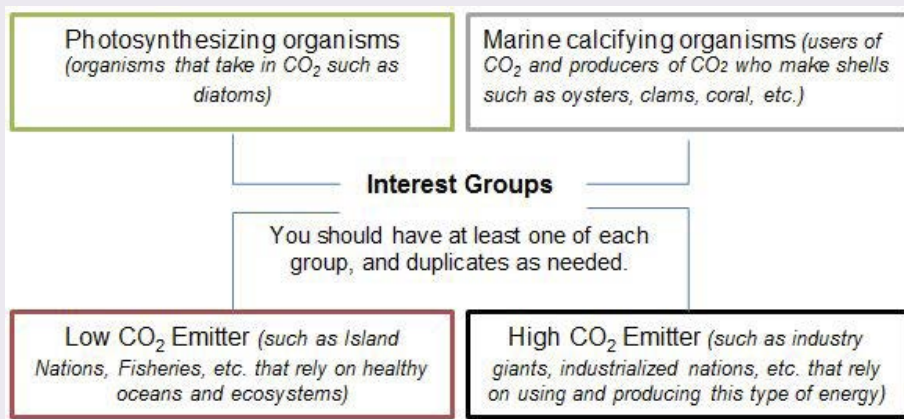 Photosynthesizing organisms
(organisms that take in CO₂ such as
diatoms)
Marine calcifying organisms (users of
CO₂ and producers of CO2 who make shells
such as oysters, clams, coral, etc.)
Interest Groups
You should have at least one of each
group, and duplicates as needed.
Low CO₂ Emitter (such as Island
Nations, Fisheries, etc. that rely on healthy
oceans and ecosystems)
High CO₂ Emitter (such as industry
giants, industrialized nations, etc. that rely
on using and producing this type of energy)